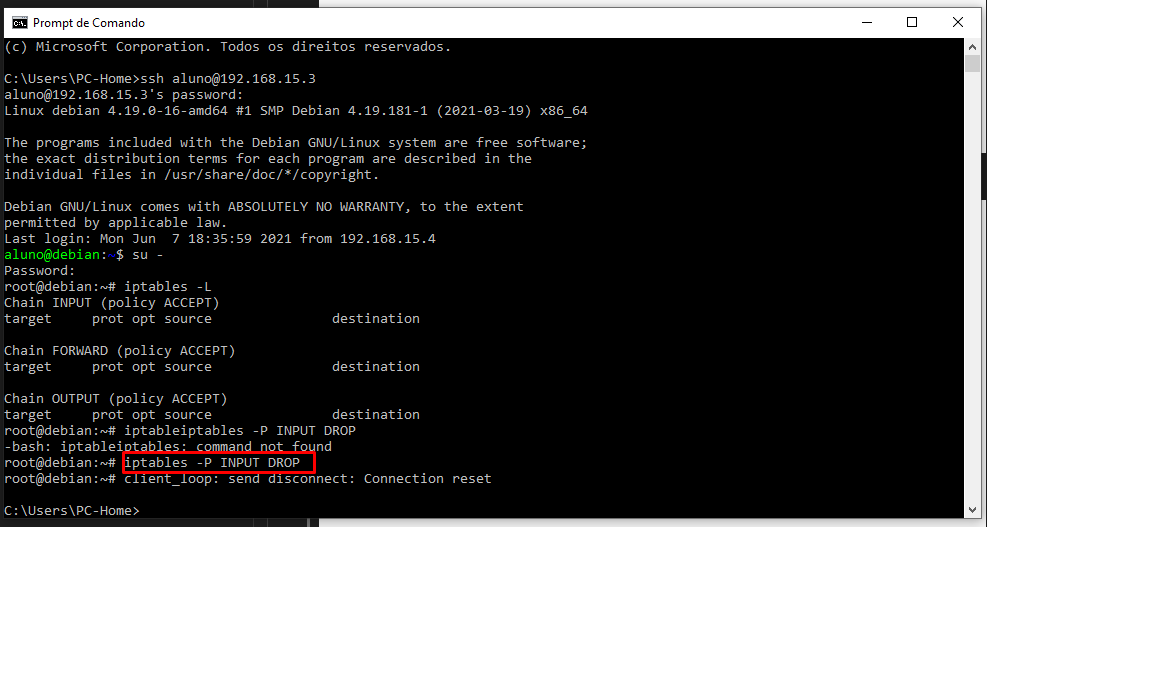 Prompt de Comando
(c) Microsoft Corporation. Todos os direitos reservados.
C:\Users\PC-Home>ssh aluno@192.168.15.3
aluno@192.168.15.3's password:
Linux debian 4.19.0-16-amd64 #1 SMP Debian 4.19.181-1 (2021-03-19) x86_64
The programs included with the Debian GNU/Linux system are free software;
the exact distribution terms for each program are described in the
individual files in /usr/share/doc/*/copyright.
Debian GNU/Linux comes with ABSOLUTELY NO WARRANTY, to the extent
permitted by applicable law.
Last login: Mon Jun  7 18:35:59 2021 from 192.168.15.4
aluno@debian:~$ su -
Password:
root@debian:~# iptables -L
Chain INPUT (policy ACCEPT)
target     prot opt source               destination
Chain FORWARD (policy ACCEPT)
target     prot opt source               destination
Chain OUTPUT (policy ACCEPT)
target     prot opt source               destination
root@debian:~# iptableiptables -P INPUT DROP
-bash: iptableiptables: command not found
root@debian:~# iptables -P INPUT DROP
root@debian:~# client_loop: send disconnect: Connection reset
C:\Users\PC-Home>